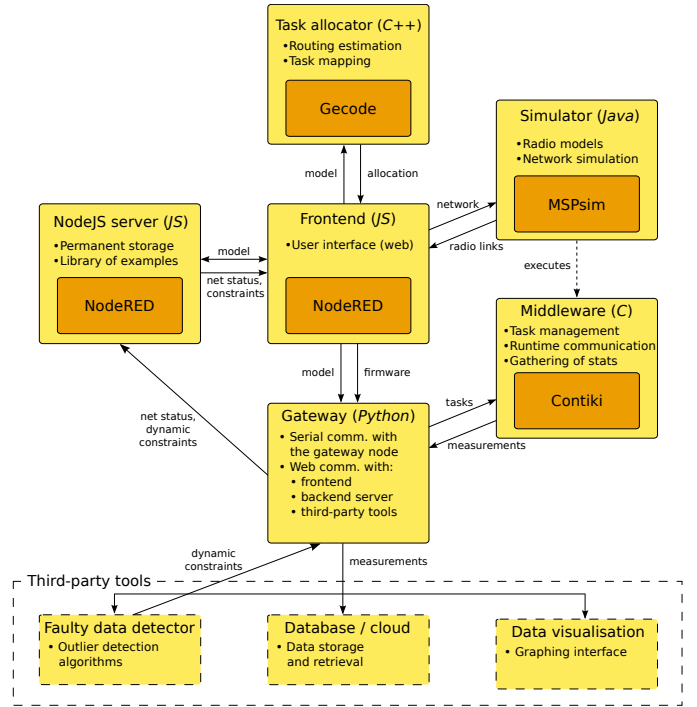 Task allocator (C++)
•Routing estimation
•Task mapping
Gecode
model
allocation
Simulator (Java)
•Radio models
•Network simulation
MSPsim
network
radio links
executes
NodeJS server (JS)
•Permanent storage
•Library of examples
NodeRED
model
net status,
constraints
Frontend (JS)
•User interface (web)
NodeRED
model
firmware
Middleware (C)
•Task management
•Runtime communication
•Gathering of stats
Contiki
tasks
measurements
net status,
dynamic
constraints
Gateway (Python)
• Serial comm. with
the gateway node
• Web comm. with:
• frontend
• backend server
• third-party tools
dynamic
constraints
measurements
Third-party tools
Faulty data detector
• Outlier detection
algorithms
Database / cloud
• Data storage
and retrieval
Data visualisation
• Graphing interface